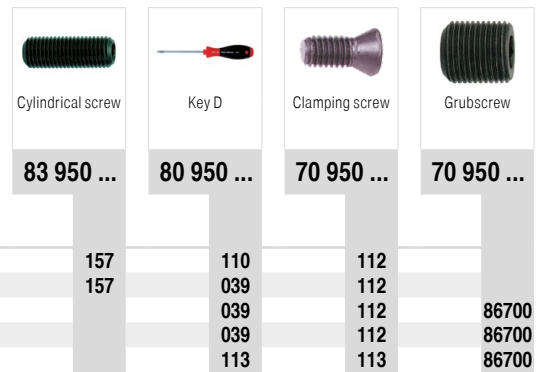 Cylindrical screw Key D Clamping screw Grubscrew
83 950 ... 80 950 ... 70 950 ... 70 950 ...
157 110 112
157 039 112
039 112 86700
039 112 86700
113 113 86700